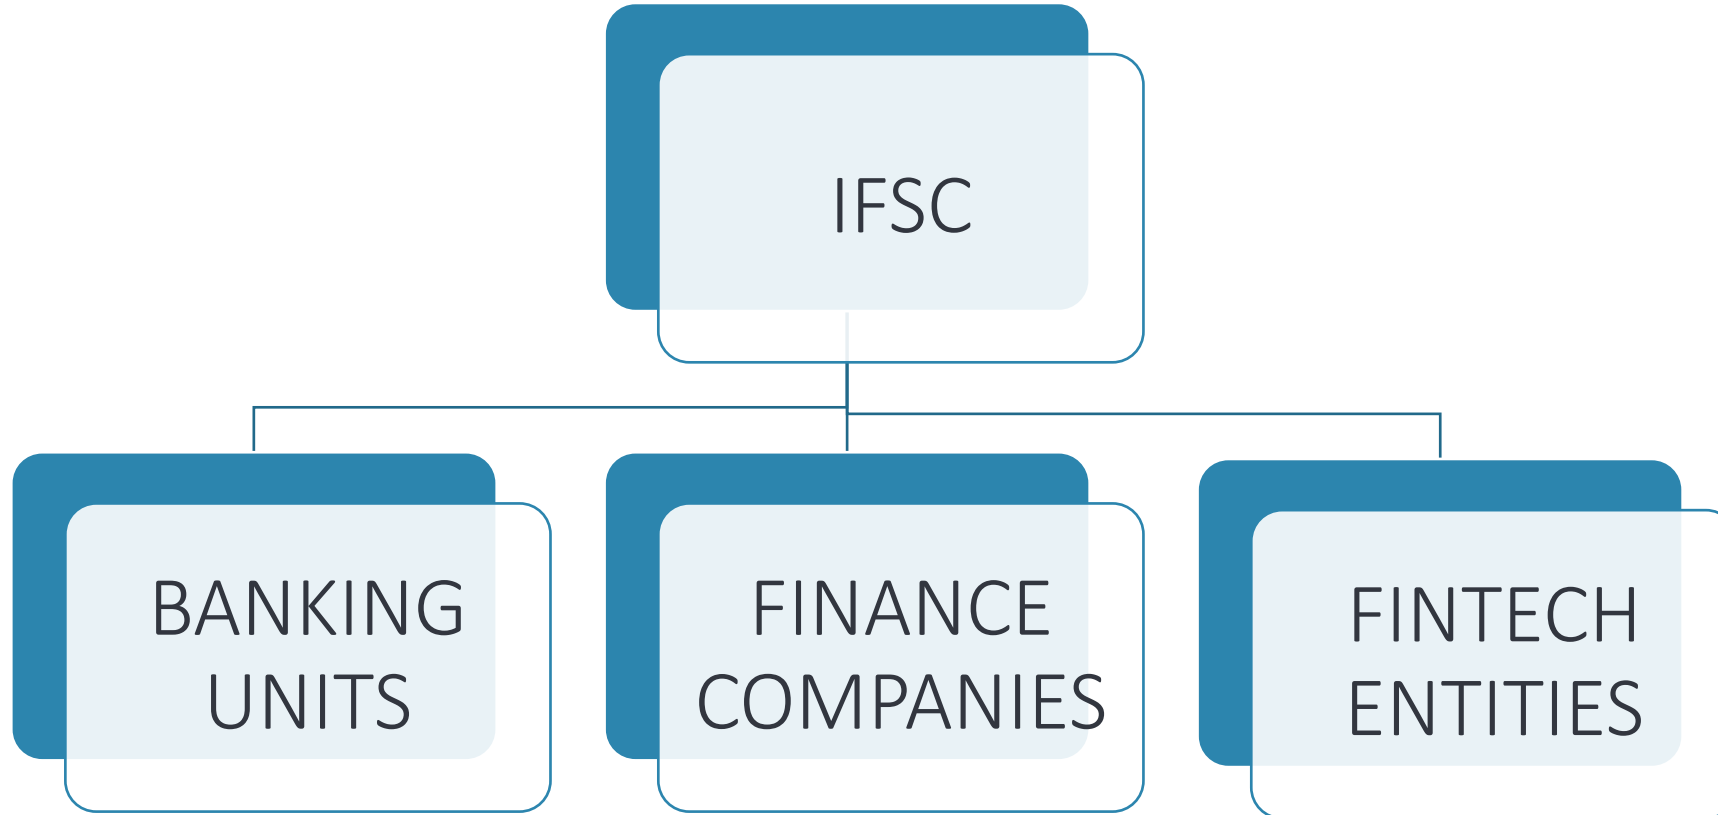 IFSC
BANKING
UNITS
FINANCE
COMPANIES
FINTECH
ENTITIES